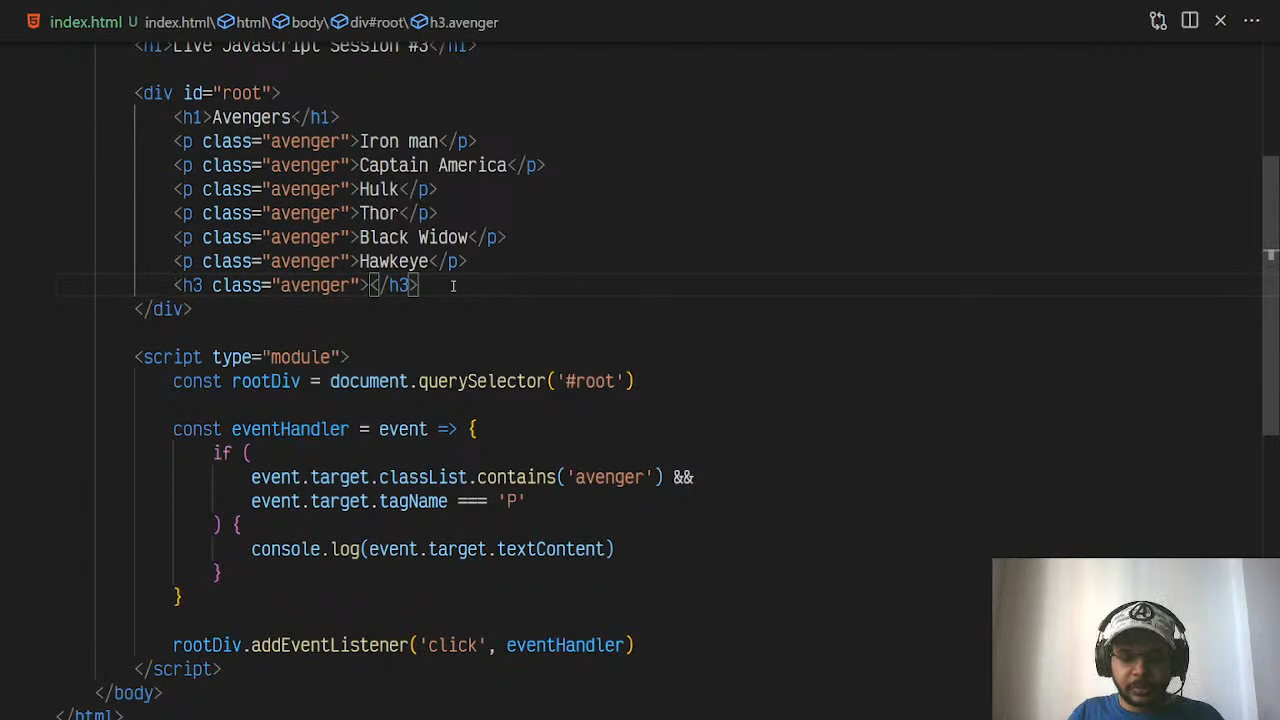 index.html U index.html\html\body\div#root\h3.avenger
<h1>Live Javascript Session #3</h1>
<div id="root">
<h1>Avengers</h1>
<p class="avenger">Iron man</p>
<p class="avenger">Captain America</p>
<p class="avenger">Hulk</p>
<p class="avenger">Thor</p>
<p class="avenger">Black Widow</p>
<p class="avenger">Hawkeye</p>
<h3 class="avenger"></h3>
</div>
<script type="module">
const rootDiv = document.querySelector('#root')
const eventHandler = event => {
if (
event.target.classList.contains('avenger') &&
event.target.tagName === 'P'
) {
console.log(event.target.textContent)
}
}
rootDiv.addEventListener('click', eventHandler)
</script>
</body>
</html>